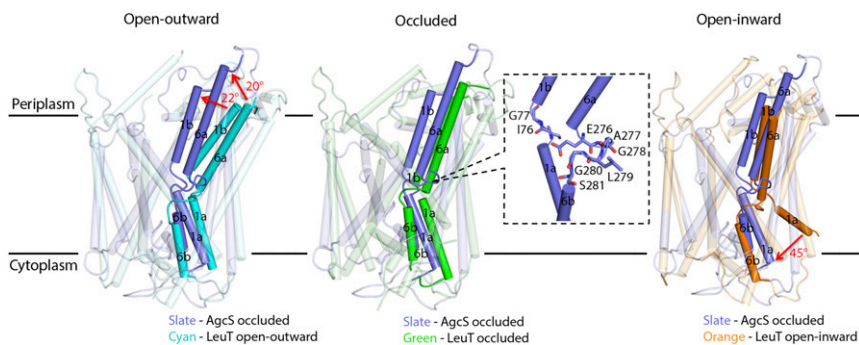 Open-outward
Occluded
Open-inward
Periplasm
Cytoplasm
20°
22°
1b
6a
1b
6a
6b
1a
1a
6b
1b
6a
1b
6a
6b
1a
1a
6b
1b
6a
G77
I76
E276
A277
G278
L279
G280
S281
1a
6b
6a
1b
6a
1b
1a
6b
1a
6b
45°
Slate - AgcS occluded
Cyan - LeuT open-outward
Slate - AgcS occluded
Green - LeuT occluded
Slate - AgcS occluded
Orange - LeuT open-inward